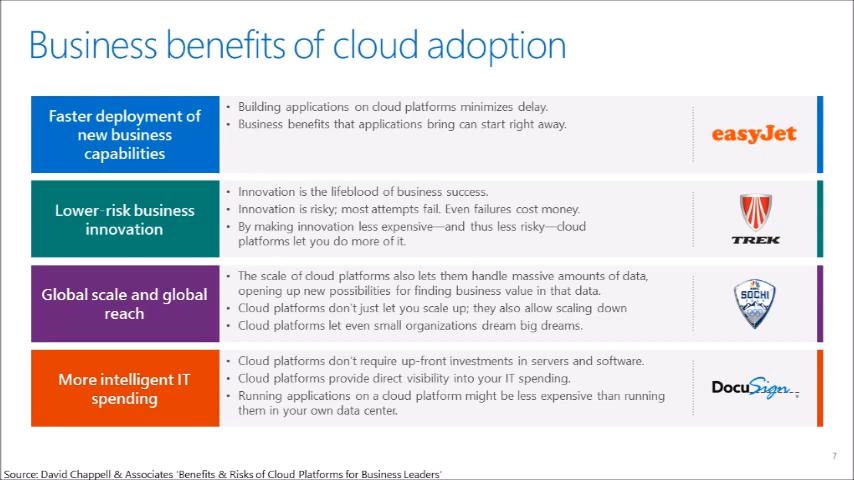 Business benefits of cloud adoption
Faster deployment of
new business
capabilities
• Building applications on cloud platforms minimizes delay.
• Business benefits that applications bring can start right away.
easyJet
Lower-risk business
innovation
• Innovation is the lifeblood of business success.
• Innovation is risky; most attempts fail. Even failures cost money.
• By making innovation less expensive—and thus less risky—cloud
platforms let you do more of it.
TREK
Global scale and global
reach
• The scale of cloud platforms also lets them handle massive amounts of data,
opening up new possibilities for finding business value in that data.
• Cloud platforms don't just let you scale up; they also allow scaling down
• Cloud platforms let even small organizations dream big dreams.
SOCHI
More intelligent IT
spending
• Cloud platforms don't require up-front investments in servers and software.
• Cloud platforms provide direct visibility into your IT spending.
• Running applications on a cloud platform might be less expensive than running
them in your own data center.
DocuSign
7
Source: David Chappell & Associates 'Benefits & Risks of Cloud Platforms for Business Leaders'